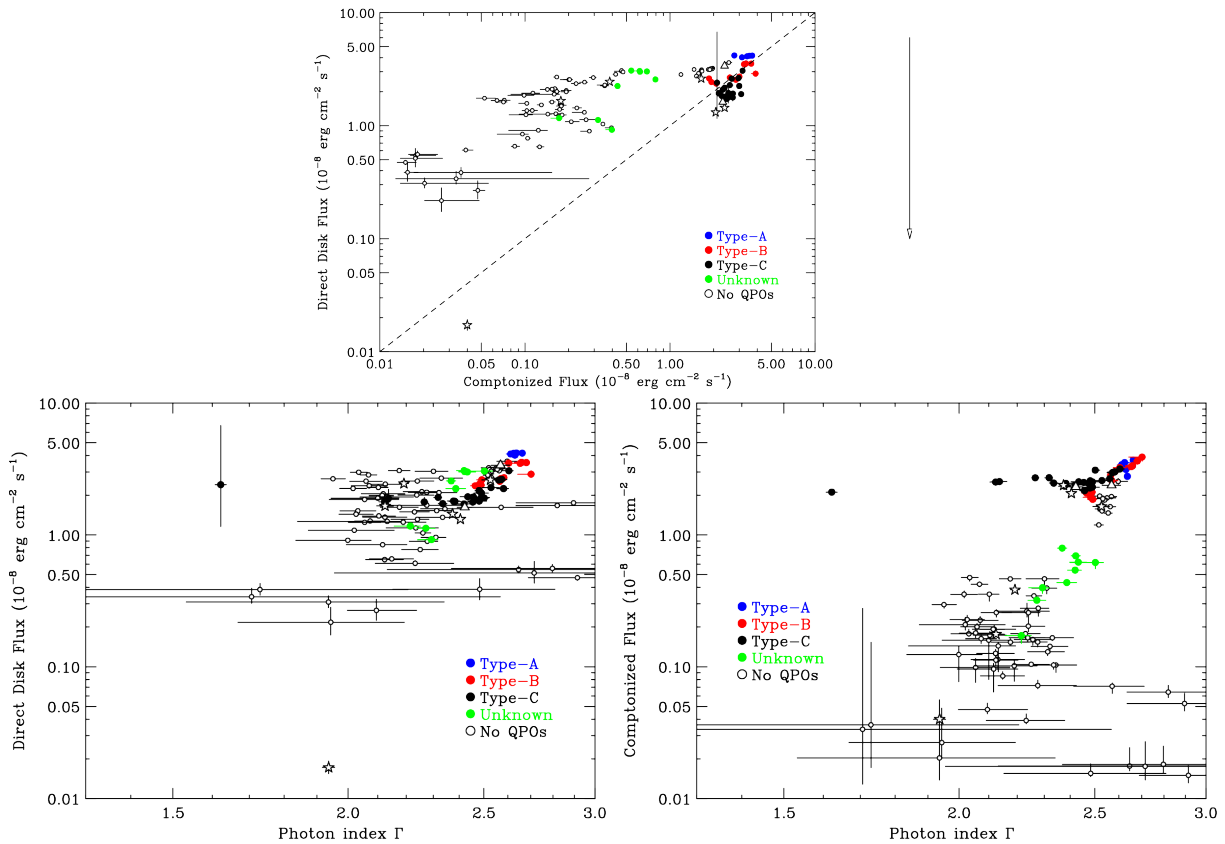 10.00
5.00
1.00
0.50
0.10
0.05
0.01
Direct Disk Flux (10⁻⁸ erg cm⁻² s⁻¹)
Type−A
Type−B
Type−C
Unknown
No QPOs
0.01 0.05 0.10 0.50 1.00 5.00 10.00
Comptonized Flux (10⁻⁸ erg cm⁻² s⁻¹)
10.00
5.00
1.00
0.50
0.10
0.05
0.01
Direct Disk Flux (10⁻⁸ erg cm⁻² s⁻¹)
Type−A
Type−B
Type−C
Unknown
No QPOs
1.5 2.0 2.5 3.0
Photon index Γ
10.00
5.00
1.00
0.50
0.10
0.05
0.01
Comptonized Flux (10⁻⁸ erg cm⁻² s⁻¹)
Type−A
Type−B
Type−C
Unknown
No QPOs
1.5 2.0 2.5 3.0
Photon index Γ